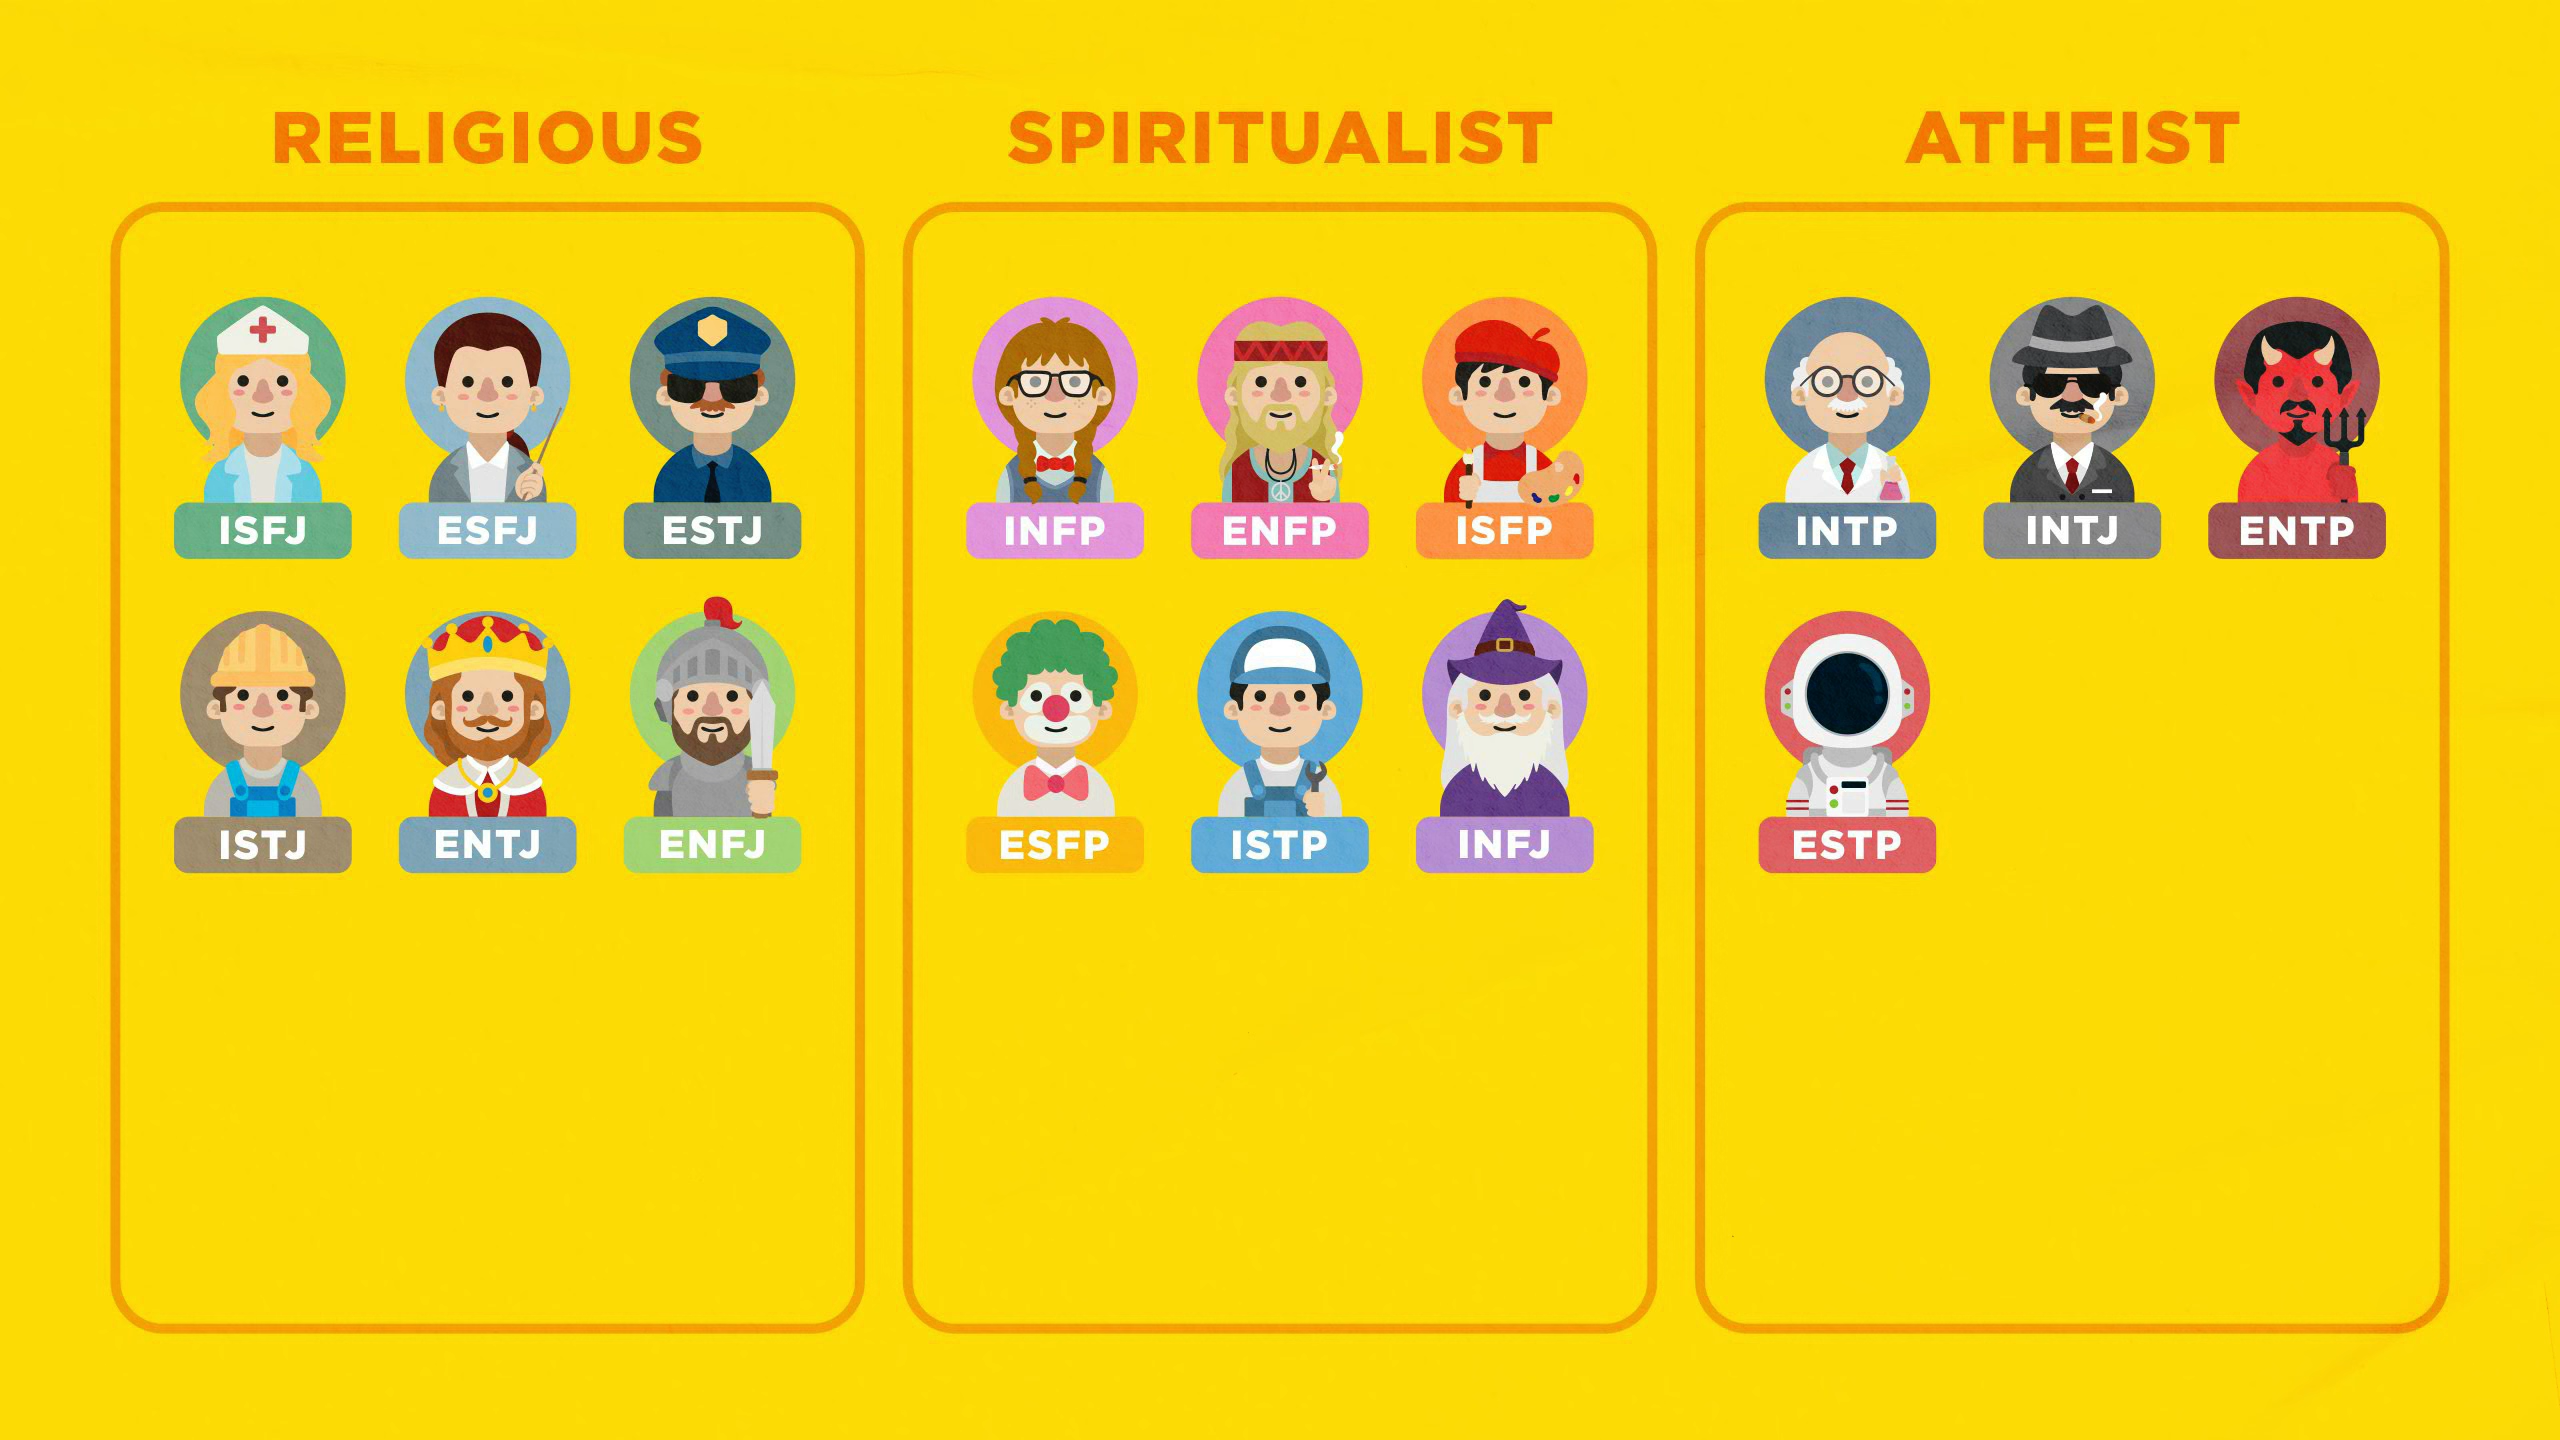 RELIGIOUS
SPIRITUALIST
ATHEIST
ISFJ
ESFJ
ESTJ
ISTJ
ENTJ
ENFJ
INFP
ENFP
ISFP
ESFP
ISTP
INFJ
INTP
INTJ
ENTP
ESTP